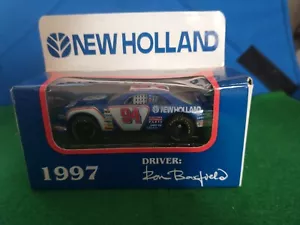 NEW HOLLAND
94
NEW HOLLAND
1997
DRIVER:
Ron Barfield